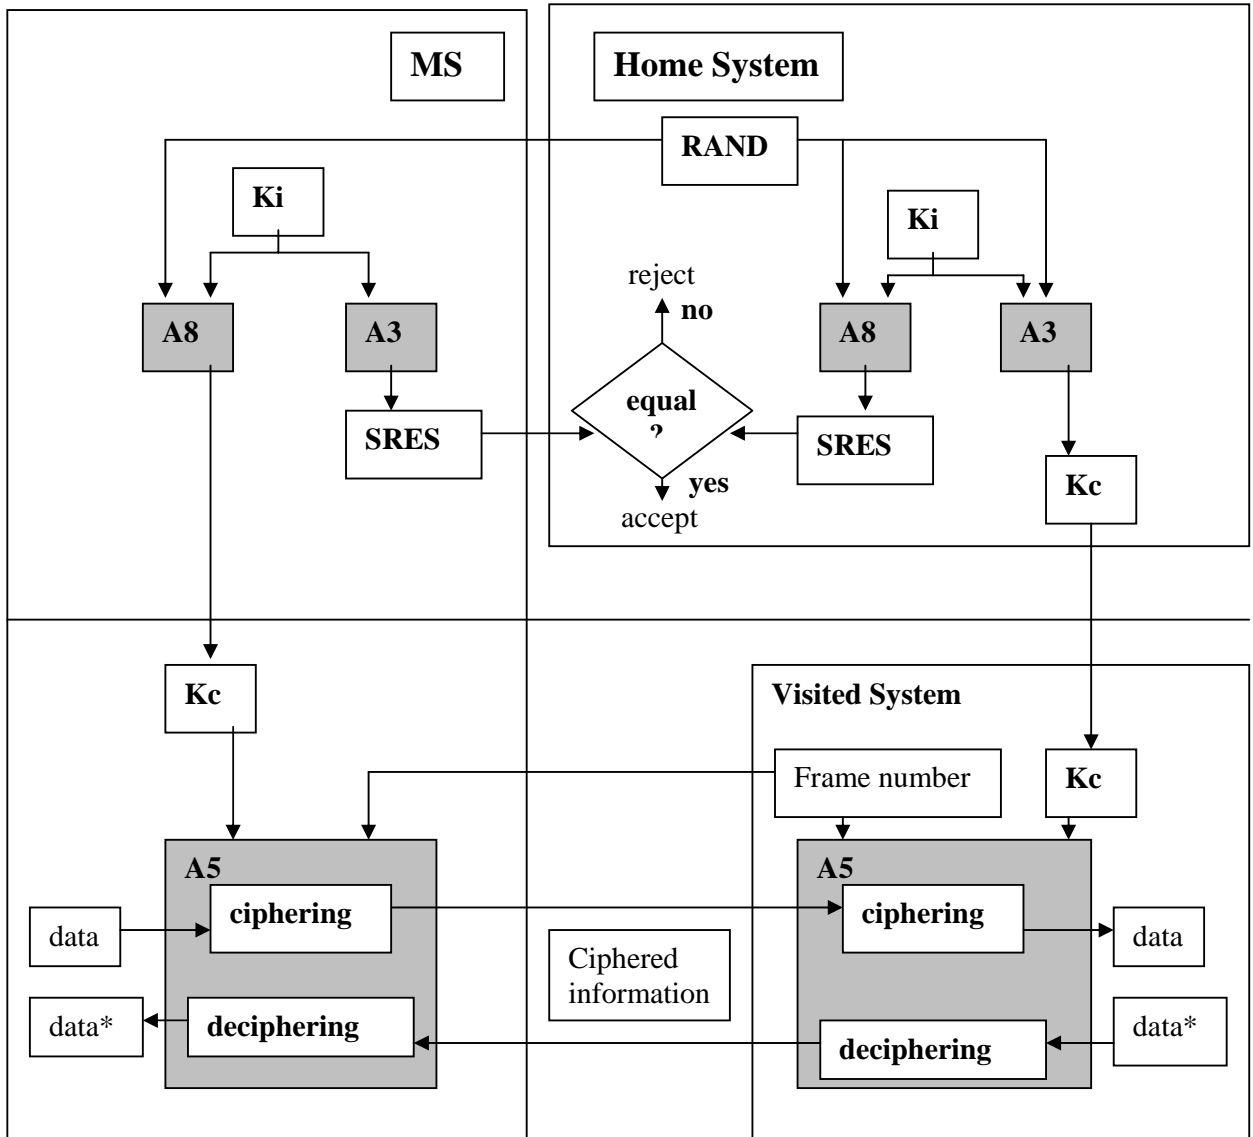 MS
Home System
RAND
Ki
Ki
reject
no
A8
A3
A8
A3
equal
?
SRES
SRES
yes
accept
Kc
Kc
Visited System
Frame number
Kc
A5
A5
ciphering
ciphering
data
data
Ciphered
information
data*
deciphering
deciphering
data*